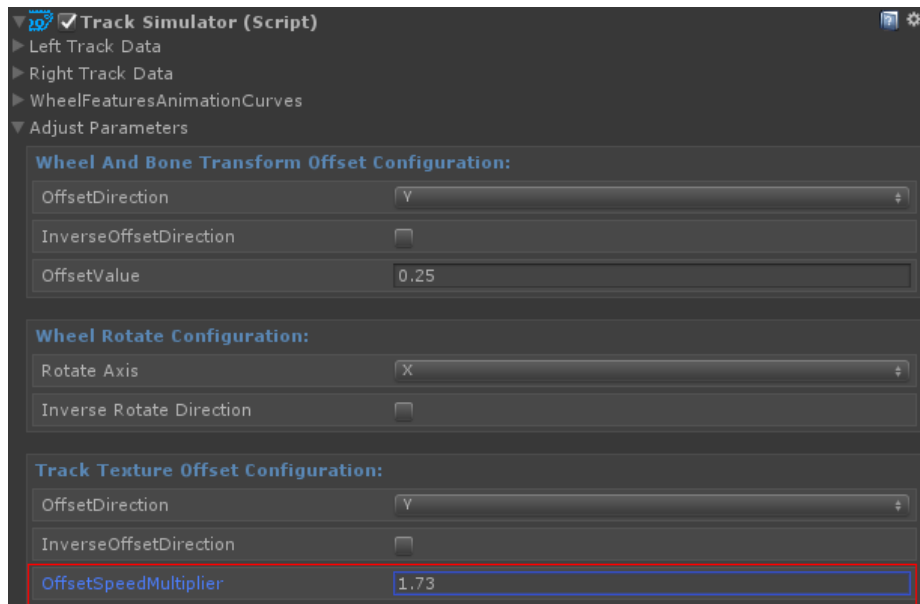 Track Simulator (Script)
Left Track Data
Right Track Data
WheelFeaturesAnimationCurves
Adjust Parameters
Wheel And Bone Transform Offset Configuration:
OffsetDirection Y
InverseOffsetDirection
OffsetValue 0.25
Wheel Rotate Configuration:
Rotate Axis X
Inverse Rotate Direction
Track Texture Offset Configuration:
OffsetDirection Y
InverseOffsetDirection
OffsetSpeedMultiplier 1.73